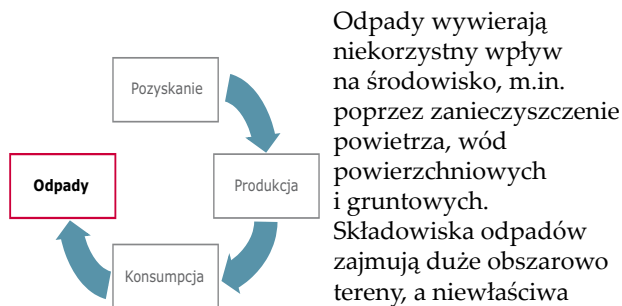 Pozyskanie
Odpady
Produkcja
Konsumpcja
Odpady wywierają
niekorzystny wpływ
na środowisko, m.in.
poprzez zanieczyszczenie
powietrza, wód
powierzchniowych
i gruntowych.
Składowiska odpadów
zajmują duże obszarowo
tereny, a niewłaściwa